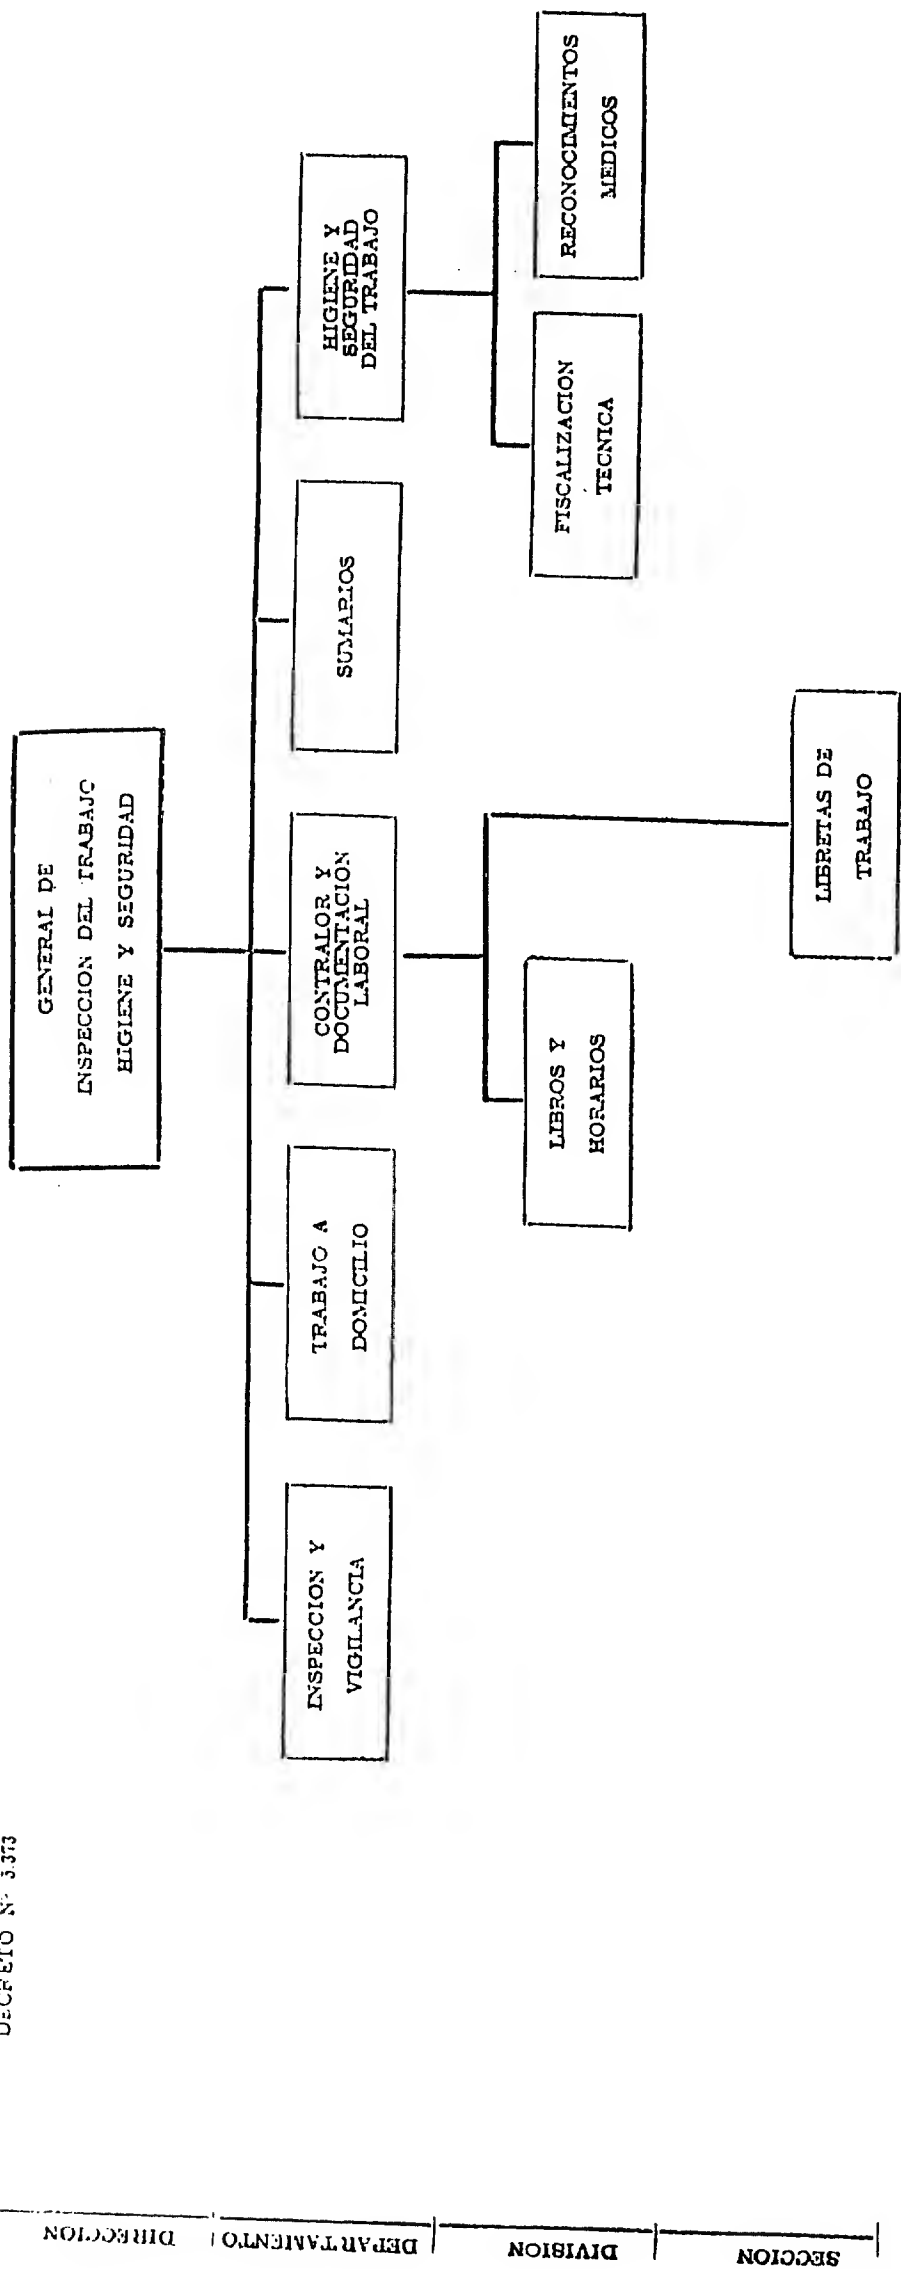 DECRETO Nº 3.373
DIRECCION
DEPARTAMENTO
DIVISION
SECCION
GENERAL DE
INSPECCION DEL TRABAJO
HIGIENE Y SEGURIDAD
INSPECCION Y
VIGILANCIA
TRABAJO A
DOMICILIO
CONTRALOR Y
DOCUMENTACION
LABORAL
SUMARIOS
HIGIENE Y
SEGURIDAD
DEL TRABAJO
LIBROS Y
HORARIOS
FISCALIZACION
TECNICA
RECONOCIMIENTOS
MEDICOS
LIBRETAS DE
TRABAJO